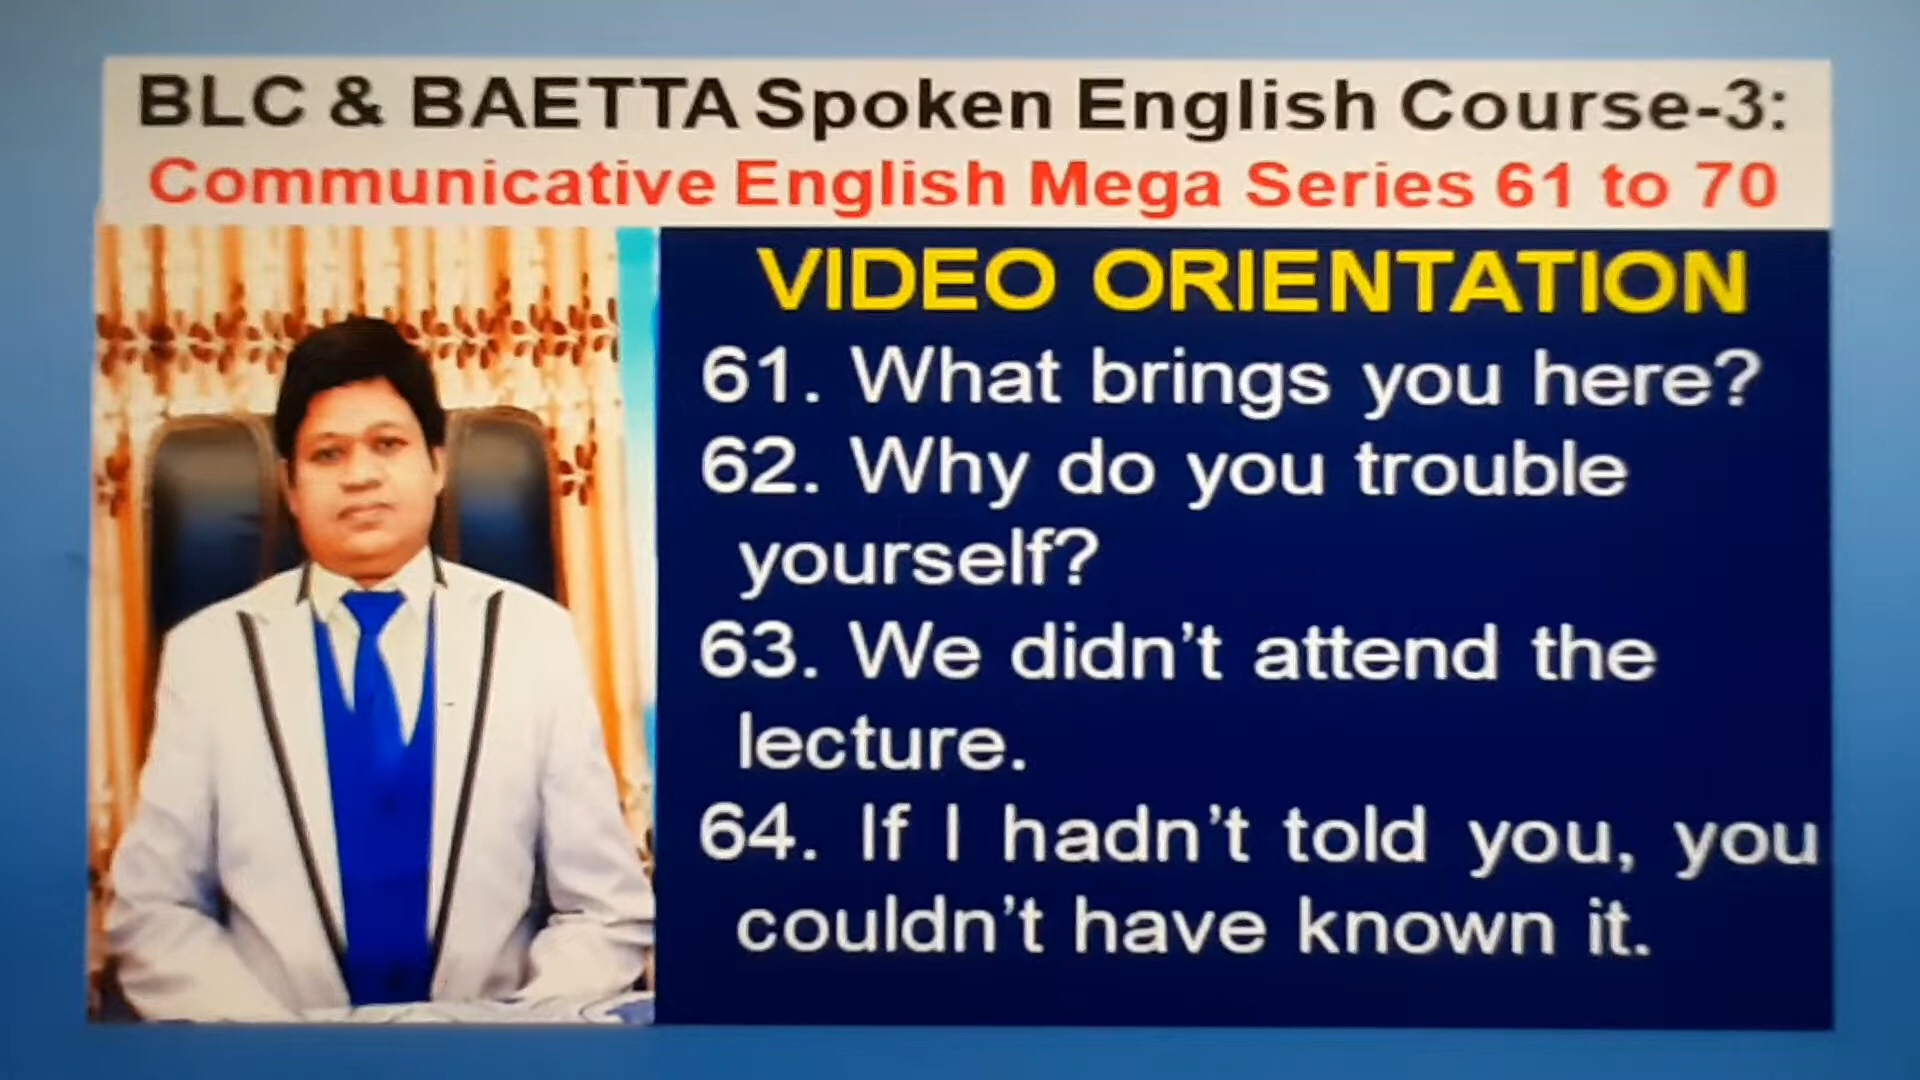 BLC & BAETTA Spoken English Course-3:
Communicative English Mega Series 61 to 70
VIDEO ORIENTATION
61. What brings you here?
62. Why do you trouble
yourself?
63. We didn't attend the
lecture.
64. If I hadn't told you, you
couldn't have known it.